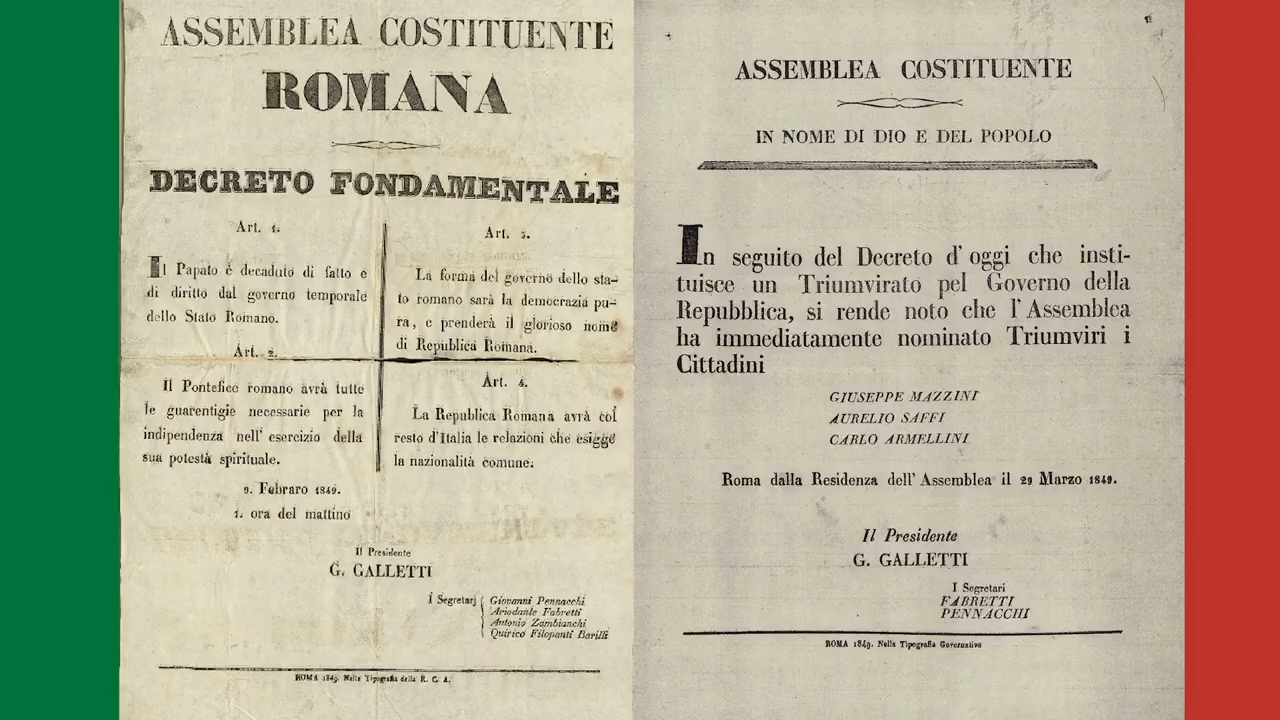 ASSEMBLEA COSTITUENTE
ROMANA
DECRETO FONDAMENTALE
Art. 1.
Il Papato è decaduto di fatto e
di diritto dal governo temporale
dello Stato Romano.
Art. 2.
Il Pontefice romano avrà tutte
le guarentigie necessarie per la
indipendenza nell' esercizio della
sua potestà spirituale.
Art. 3.
La forma del governo dello sta-
to romano sarà la democrazia pu-
ra, e prenderà il glorioso nome
di Republica Romana.
Art. 4.
La Republica Romana avrà col
resto d'Italia le relazioni che esigge
la nazionalità comune.
9. Febraro 1849.
1. ora del mattino
Il Presidente
G. GALLETTI
I Segretarj
Giovanni Pennacchi
Ariodante Fabretti
Antonio Zambianchi
Quirico Filopanti Barilli
ROMA 1849. Nella Tipografia della R. C. A.
ASSEMBLEA COSTITUENTE
IN NOME DI DIO E DEL POPOLO
In seguito del Decreto d' oggi che insti-
tuisce un Triumvirato pel Governo della
Repubblica, si rende noto che l' Assemblea
ha immediatamente nominato Triumviri i
Cittadini
GIUSEPPE MAZZINI
AURELIO SAFFI
CARLO ARMELLINI
Roma dalla Residenza dell' Assemblea il 29 Marzo 1849.
Il Presidente
G. GALLETTI
I Segretari
FABRETTI
PENNACCHI
ROMA 1849. Nella Tipografia Governativa